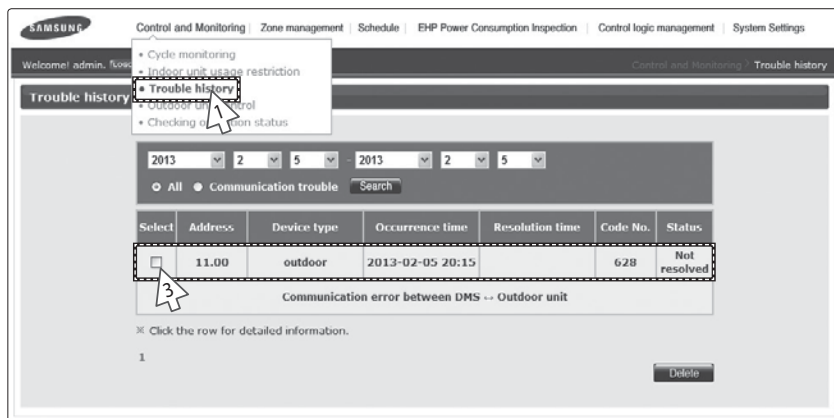 SAMSUNG
Control and Monitoring | Zone management | Schedule | EHP Power Consumption Inspection | Control logic management | System Settings
Welcome! admin. Control and Monitoring > Trouble history
• Cycle monitoring
• Indoor unit usage restriction
• Trouble history
• Outdoor unit control
• Checking operation status
1
Trouble history
2013 2 5 - 2013 2 5
All Communication trouble Search
Select Address Device type Occurrence time Resolution time Code No. Status
11.00 outdoor 2013-02-05 20:15 628 Not resolved
3
Communication error between DMS ↔ Outdoor unit
※ Click the row for detailed information.
1
Delete